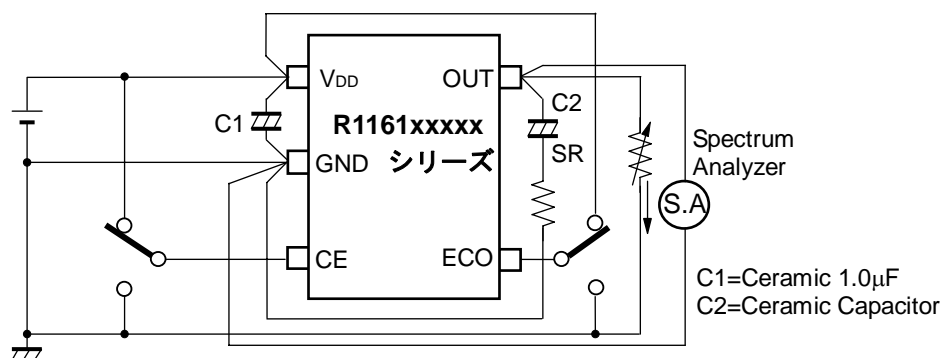 VDD
OUT
C1
C2
R1161xxxxx
シリーズ
GND
SR
Spectrum
Analyzer
S.A
CE
ECO
C1=Ceramic 1.0μF
C2=Ceramic Capacitor